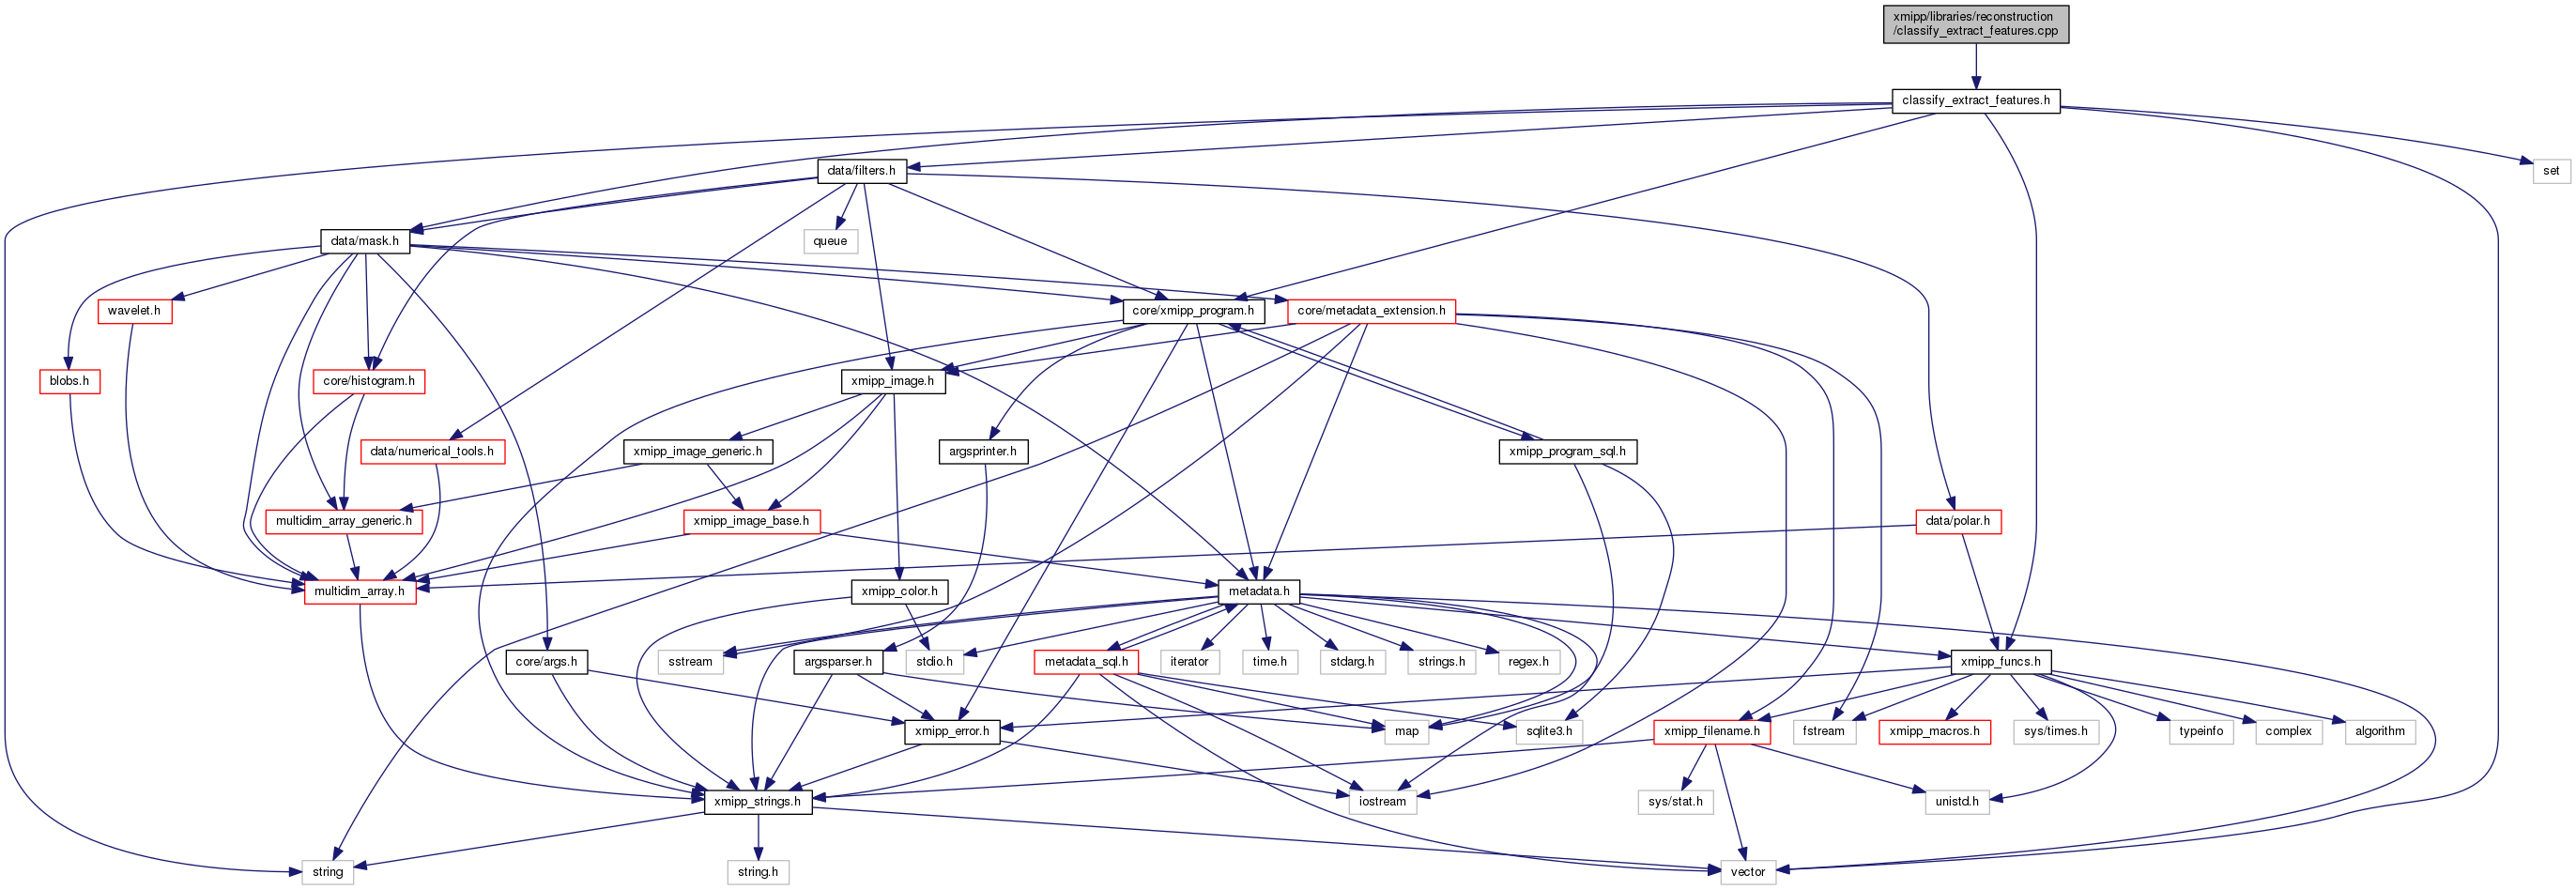 xmipp/libraries/reconstruction
/classify_extract_features.cpp
classify_extract_features.h
data/filters.h
set
data/mask.h
queue
wavelet.h
core/xmipp_program.h
core/metadata_extension.h
blobs.h
core/histogram.h
xmipp_image.h
data/numerical_tools.h
xmipp_image_generic.h
argsprinter.h
xmipp_program_sql.h
multidim_array_generic.h
xmipp_image_base.h
data/polar.h
multidim_array.h
xmipp_color.h
metadata.h
core/args.h
sstream
argsparser.h
stdio.h
metadata_sql.h
iterator
time.h
stdarg.h
strings.h
regex.h
xmipp_funcs.h
xmipp_error.h
map
sqlite3.h
xmipp_filename.h
fstream
xmipp_macros.h
sys/times.h
typeinfo
complex
algorithm
xmipp_strings.h
iostream
sys/stat.h
unistd.h
string
string.h
vector